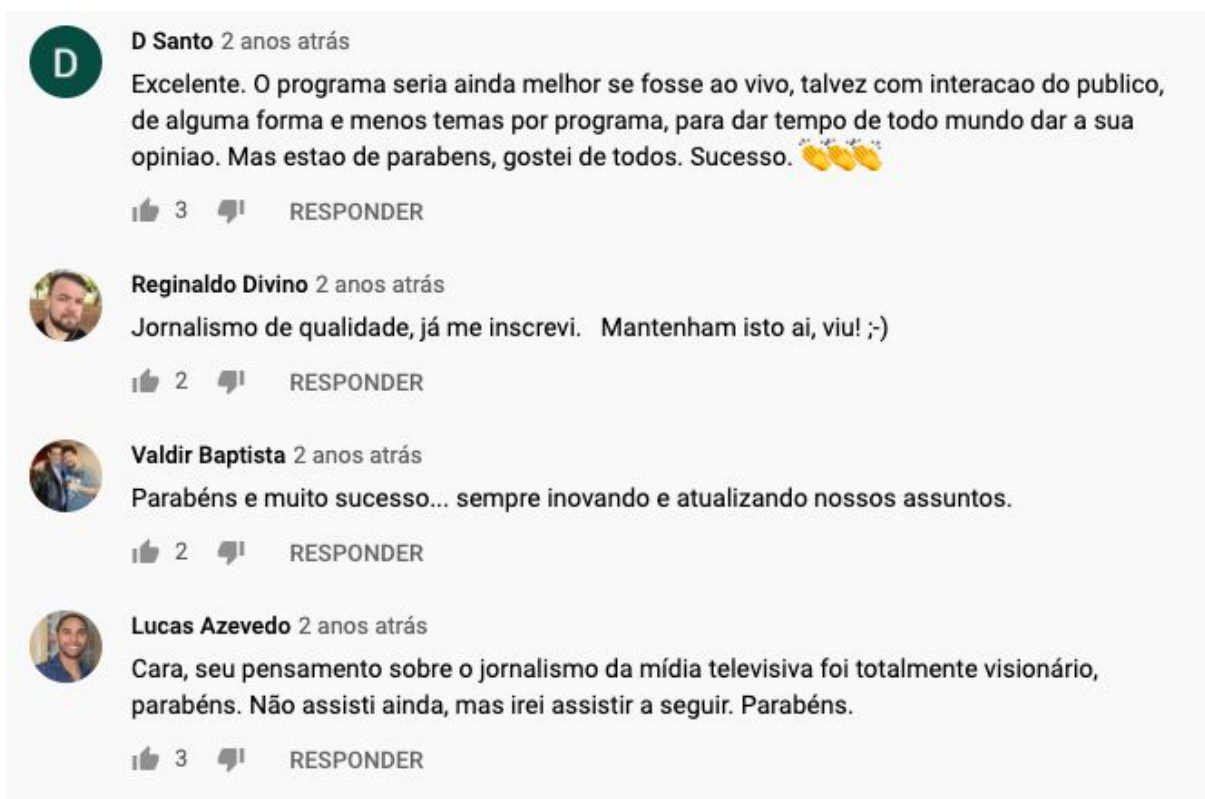 D
D Santo 2 anos atrás
Excelente. O programa seria ainda melhor se fosse ao vivo, talvez com interacao do publico,
de alguma forma e menos temas por programa, para dar tempo de todo mundo dar a sua
opiniao. Mas estao de parabens, gostei de todos. Sucesso. 👏👏👏
3 RESPONDER
Reginaldo Divino 2 anos atrás
Jornalismo de qualidade, já me inscrevi.   Mantenham isto ai, viu! ;-)
2 RESPONDER
Valdir Baptista 2 anos atrás
Parabéns e muito sucesso... sempre inovando e atualizando nossos assuntos.
2 RESPONDER
Lucas Azevedo 2 anos atrás
Cara, seu pensamento sobre o jornalismo da mídia televisiva foi totalmente visionário,
parabéns. Não assisti ainda, mas irei assistir a seguir. Parabéns.
3 RESPONDER